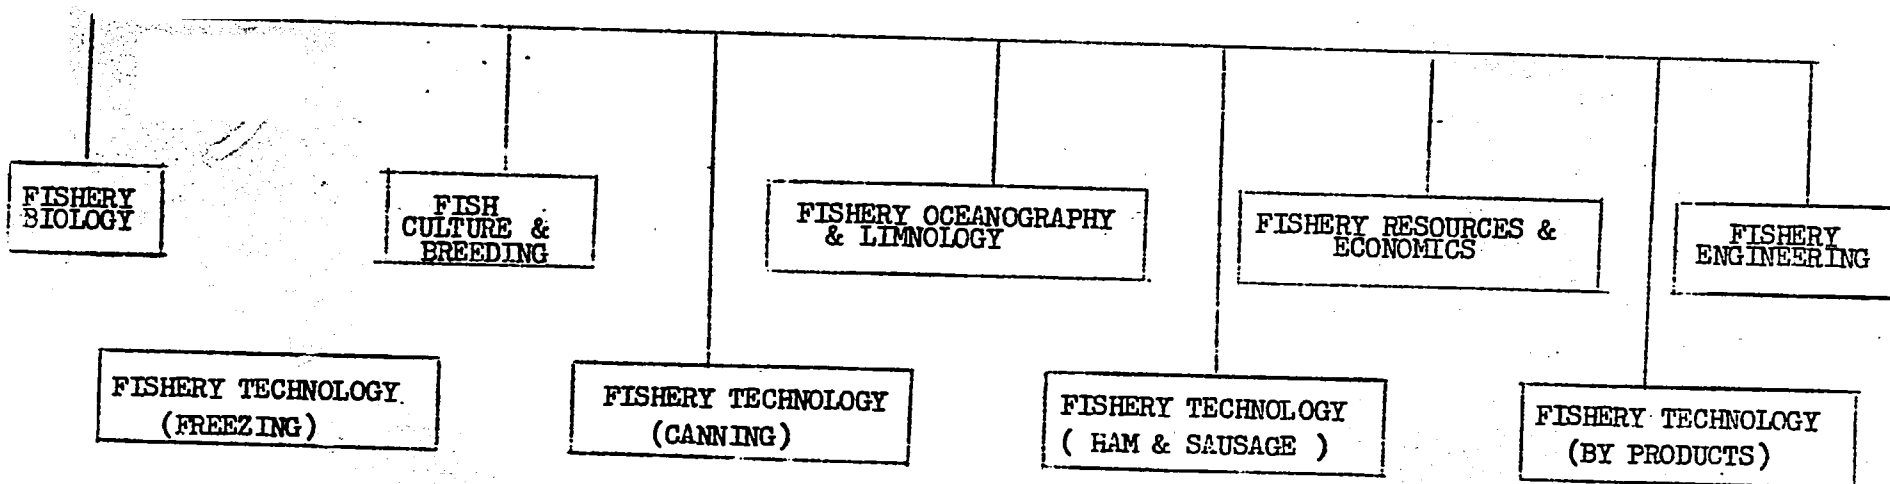 FISHERY
BIOLOGY
FISH
CULTURE &
BREEDING
FISHERY OCEANOGRAPHY
& LIMNOLOGY
FISHERY RESOURCES &
ECONOMICS
FISHERY
ENGINEERING
FISHERY TECHNOLOGY
(FREEZING)
FISHERY TECHNOLOGY
(CANNING)
FISHERY TECHNOLOGY
( HAM & SAUSAGE )
FISHERY TECHNOLOGY
(BY PRODUCTS)